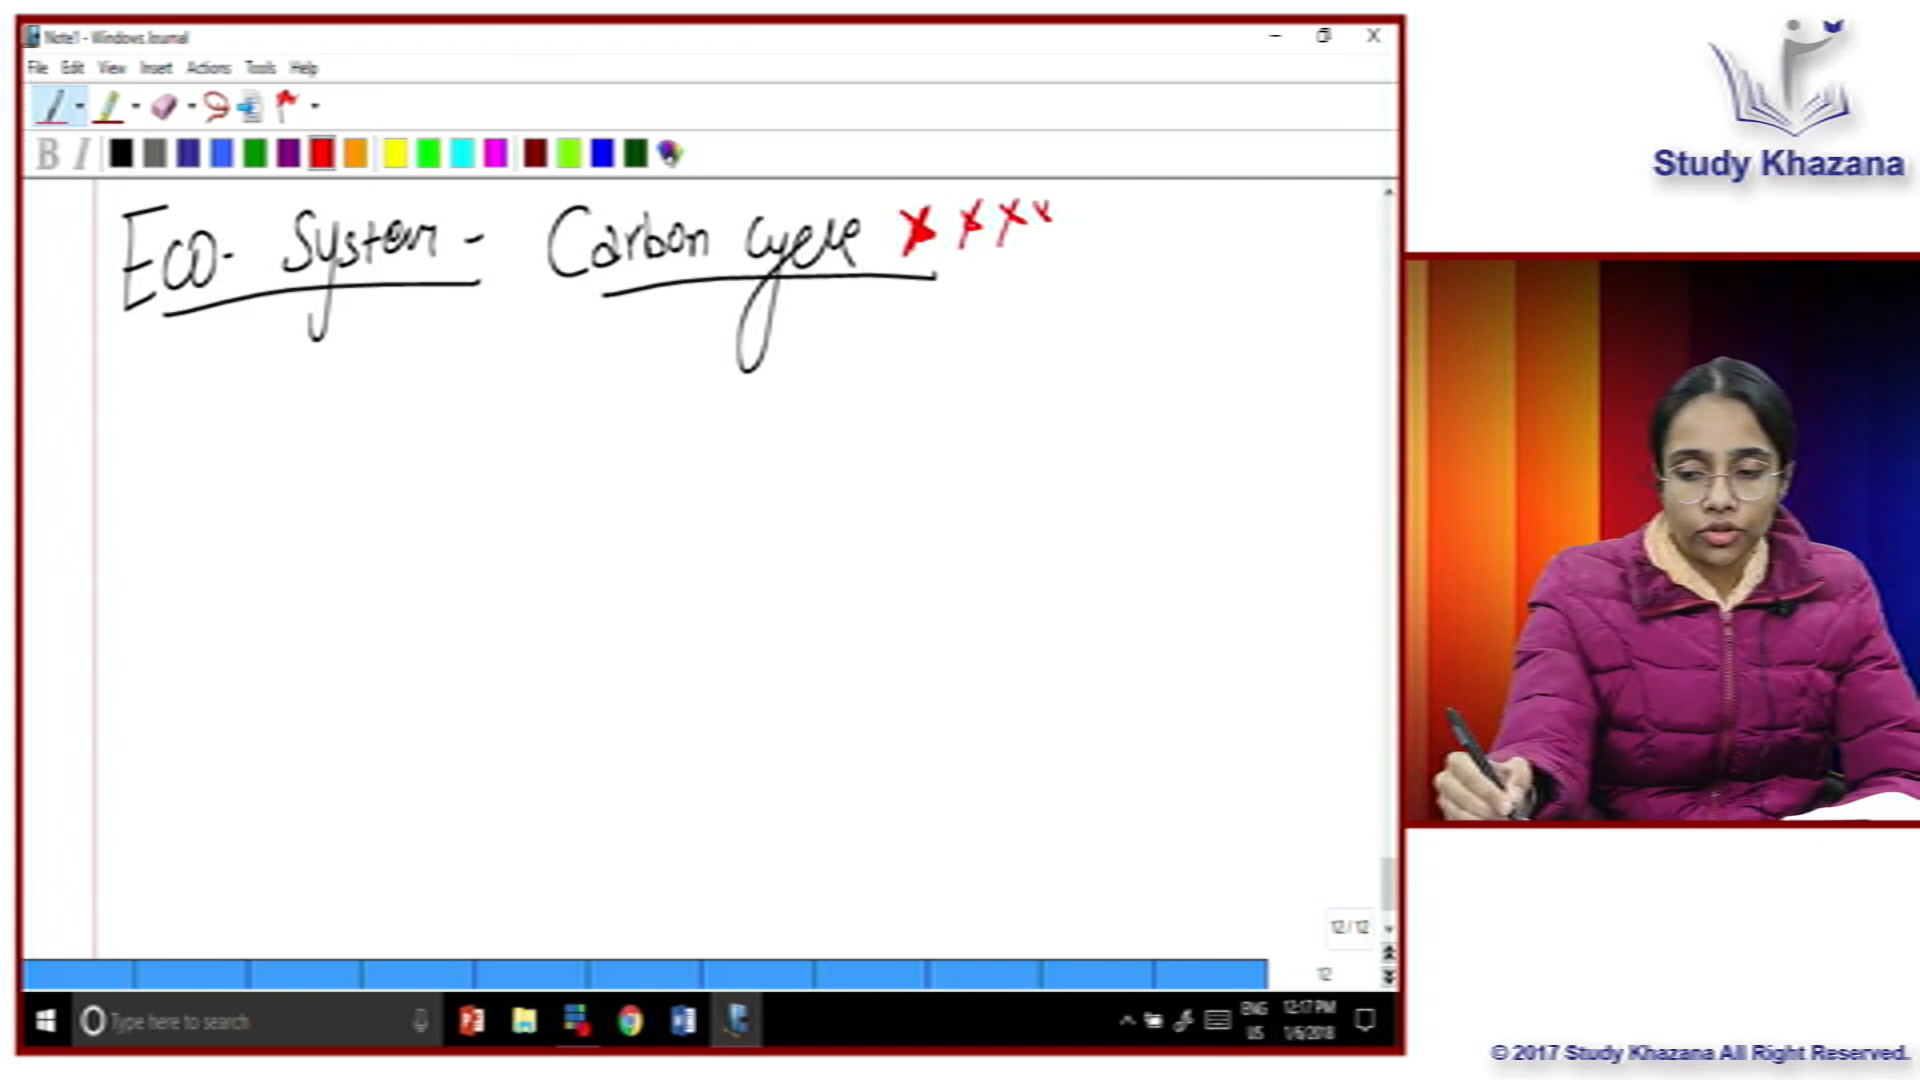 Note1 - Windows Journal
File Edit View Insert Actions Tools Help
B I
Eco- System - Carbon Cycle x x x x
12 / 12
12
Type here to search
ENG
US
12:17 PM
1/6/2018
Study Khazana
© 2017 Study Khazana All Right Reserved.